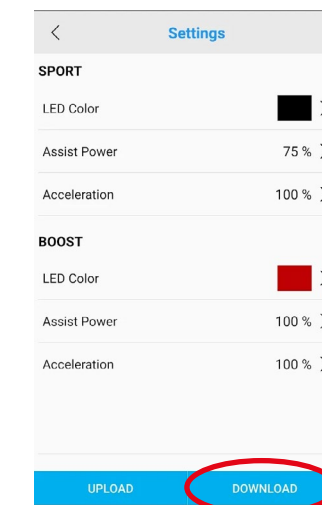 Settings
SPORT
LED Color
Assist Power 75 %
Acceleration 100 %
BOOST
LED Color
Assist Power 100 %
Acceleration 100 %
UPLOAD DOWNLOAD